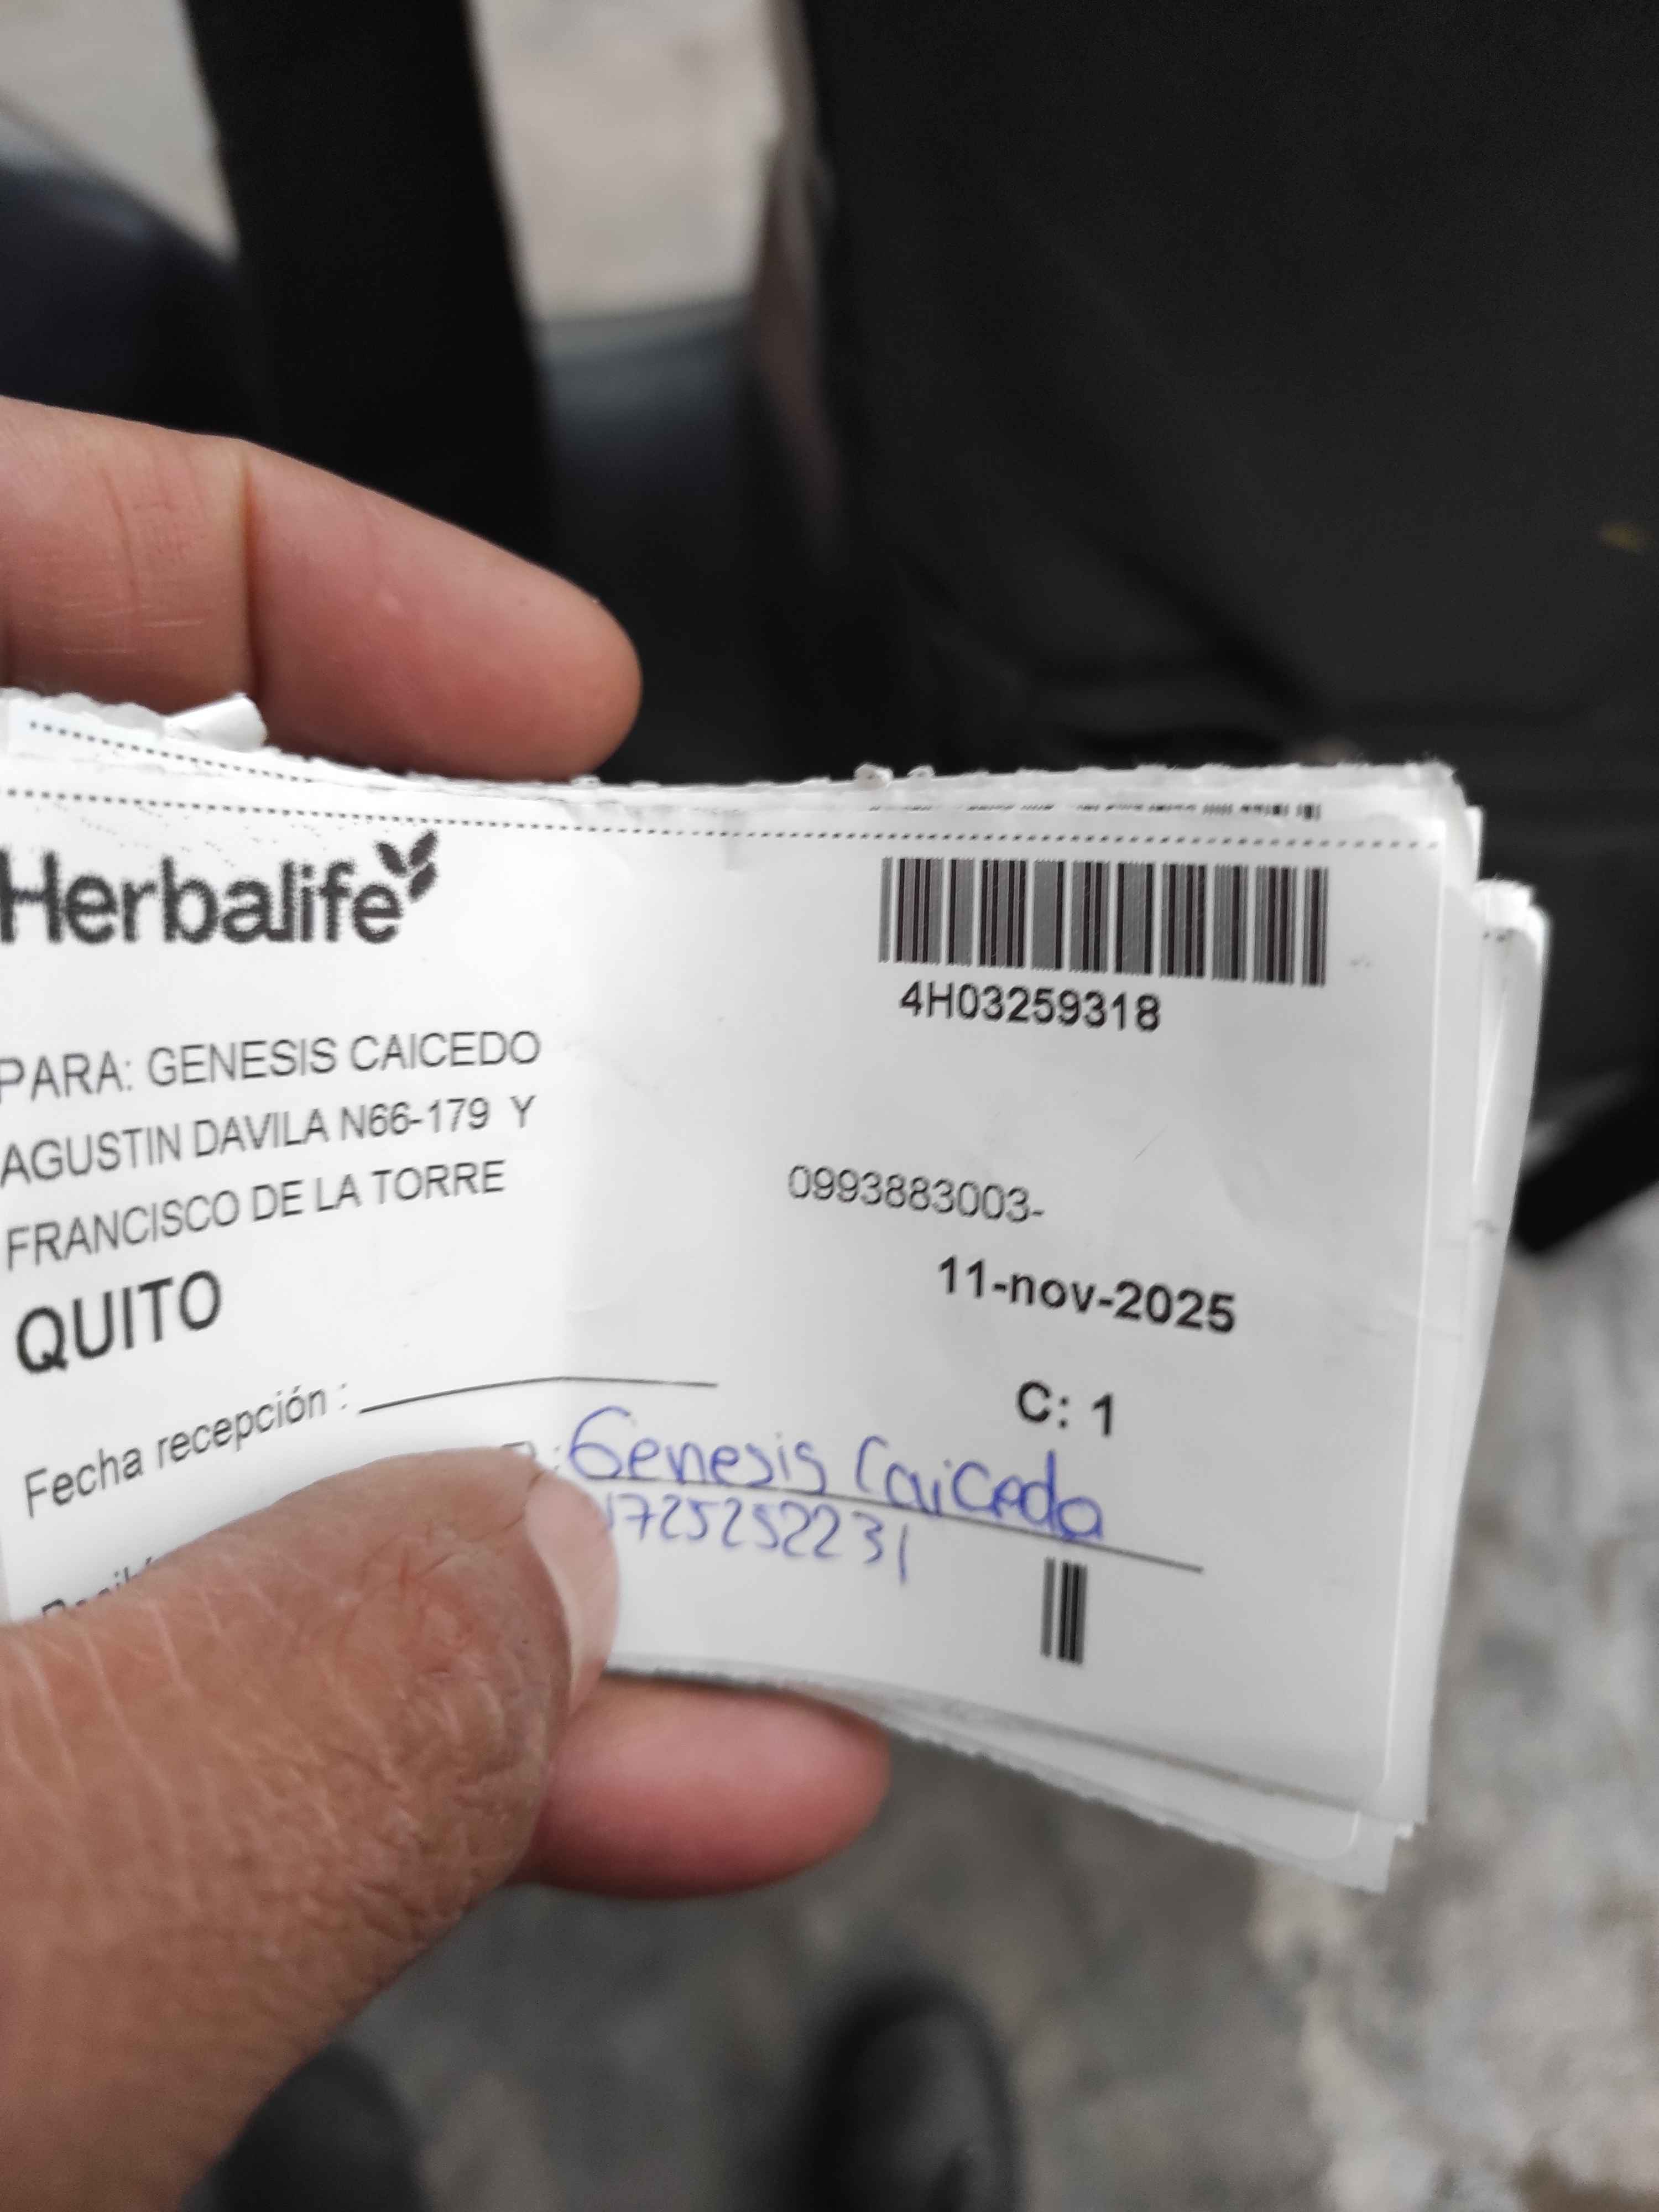 Herbalife
4H03259318
PARA: GENESIS CAICEDO
AGUSTIN DAVILA N66-179 Y
FRANCISCO DE LA TORRE
0993883003-
QUITO
11-nov-2025
Fecha recepción :
C: 1
Genesis Caicedo
1725252231